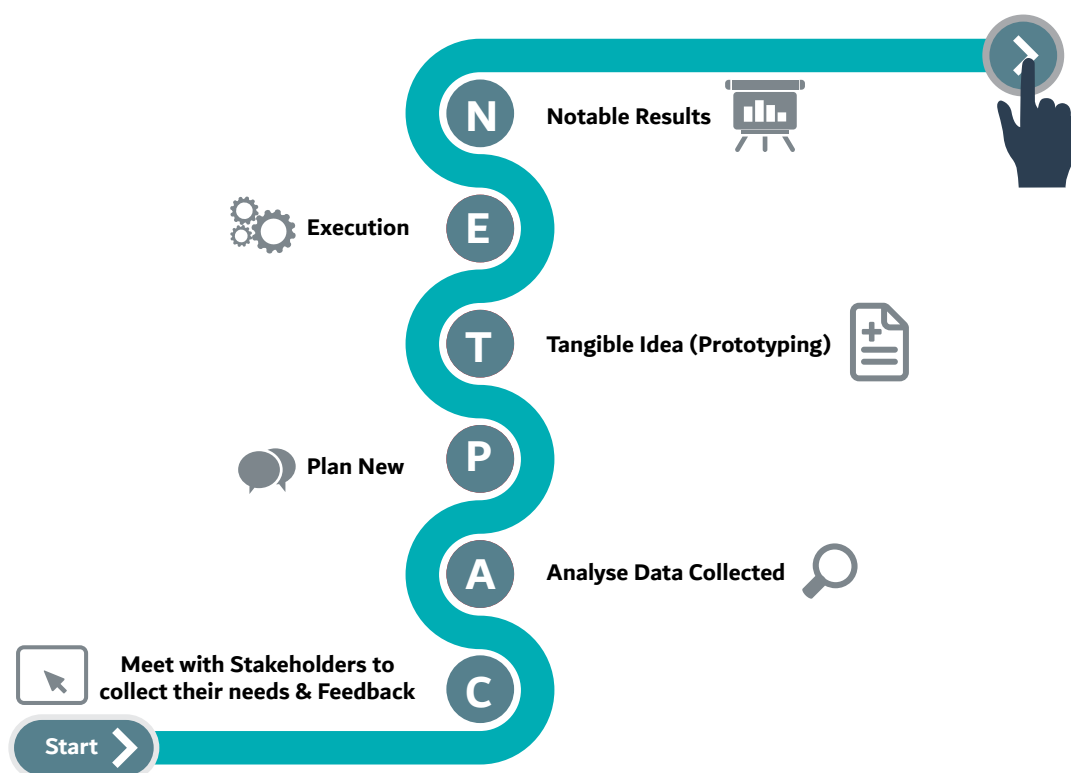 N
Notable Results
Execution
E
T
Tangible Idea (Prototyping)
Plan New
P
A
Analyse Data Collected
Meet with Stakeholders to
collect their needs & Feedback
C
Start